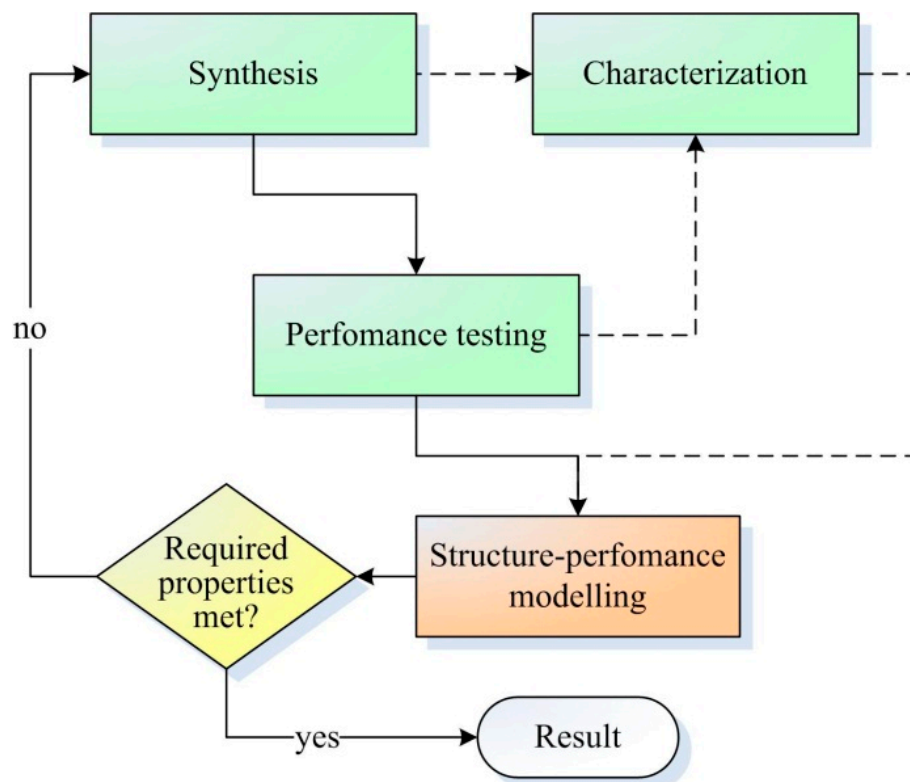 Synthesis
Characterization
Perfomance testing
no
Required
properties
met?
Structure-perfomance
modelling
yes
Result